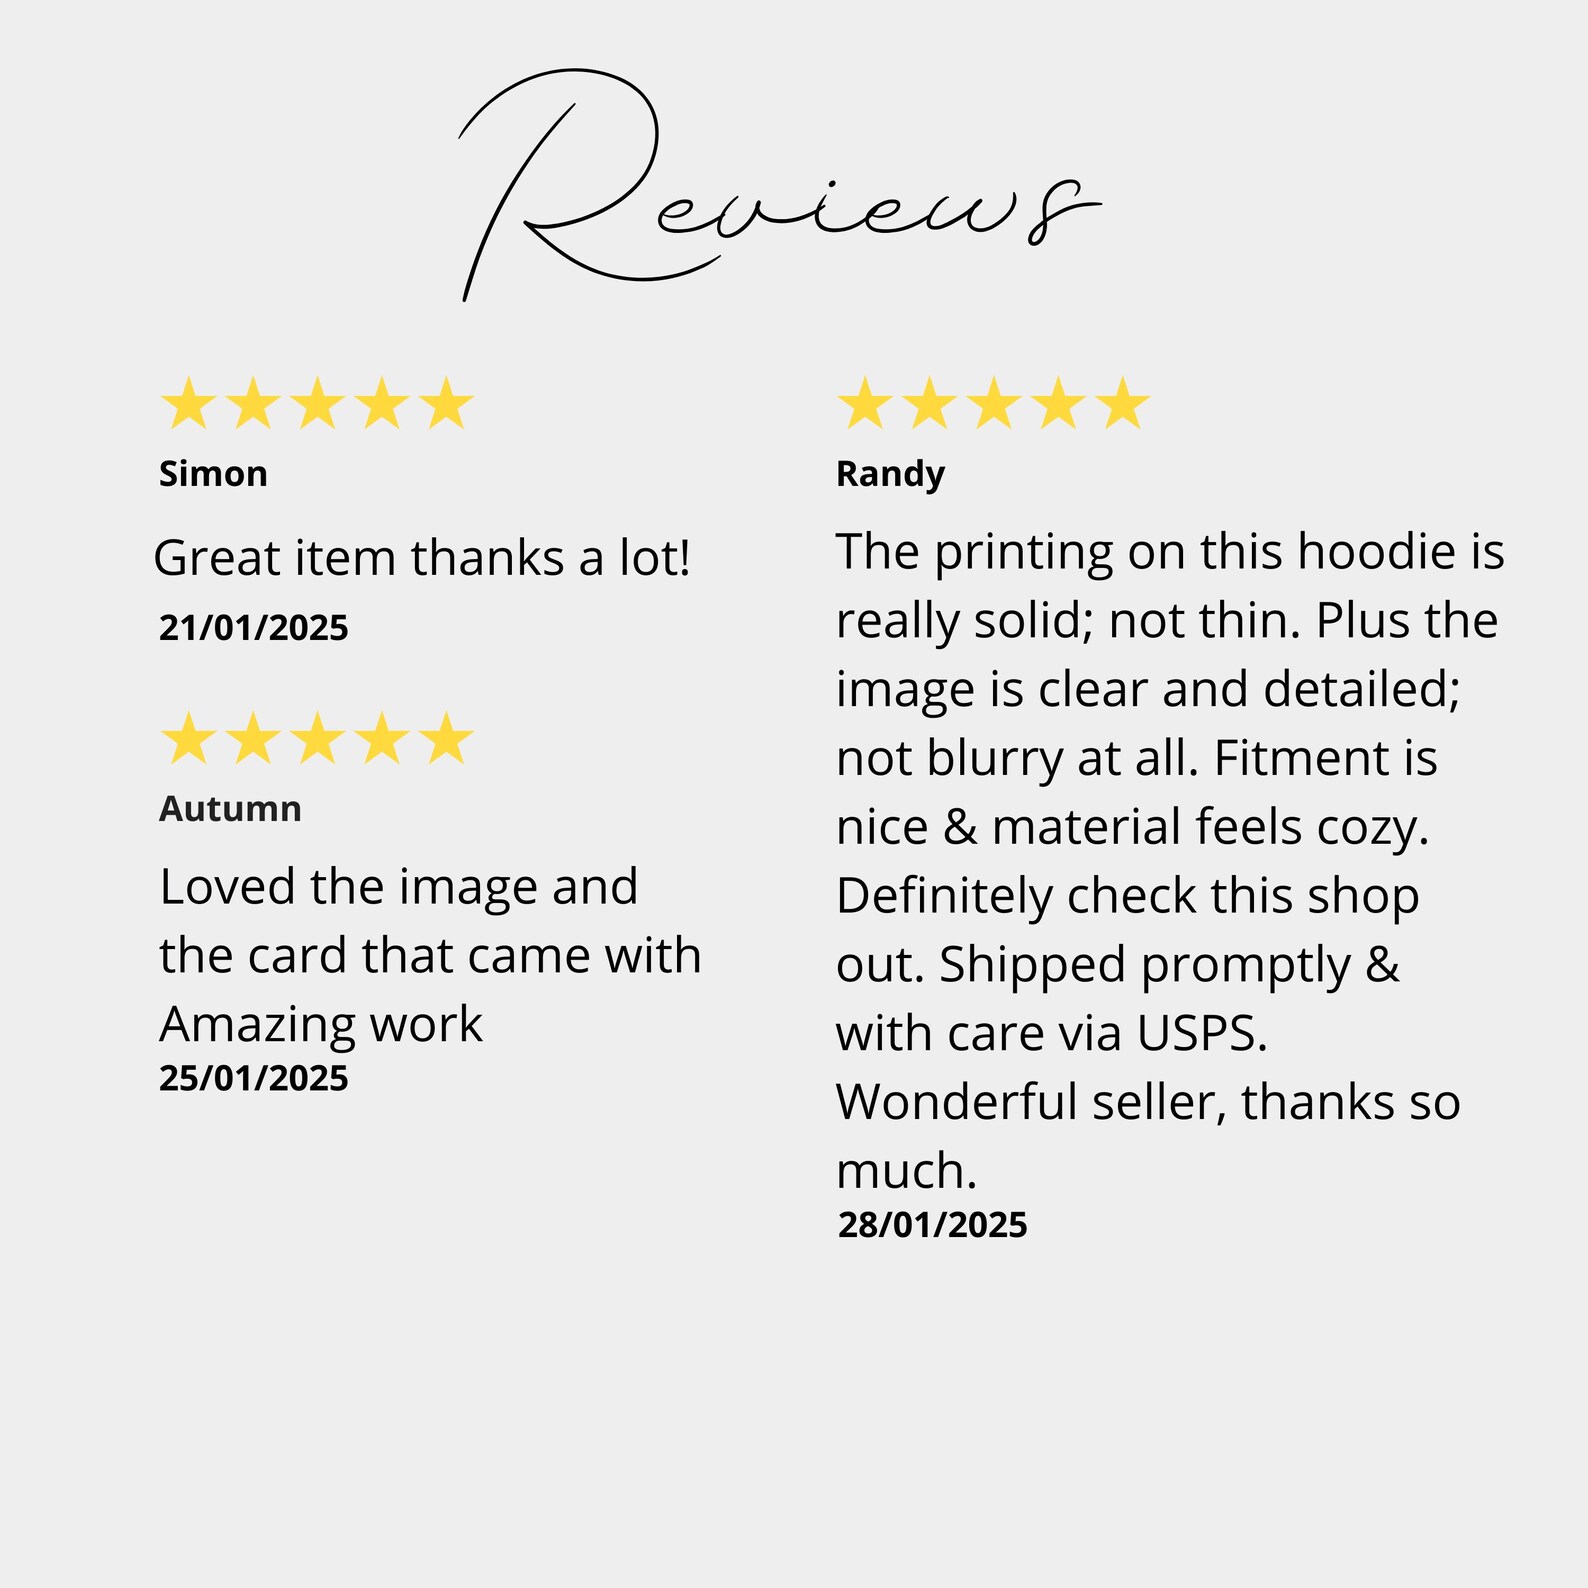 Reviews
Simon
Great item thanks a lot!
21/01/2025
Autumn
Loved the image and
the card that came with
Amazing work
25/01/2025
Randy
The printing on this hoodie is
really solid; not thin. Plus the
image is clear and detailed;
not blurry at all. Fitment is
nice & material feels cozy.
Definitely check this shop
out. Shipped promptly &
with care via USPS.
Wonderful seller, thanks so
much.
28/01/2025